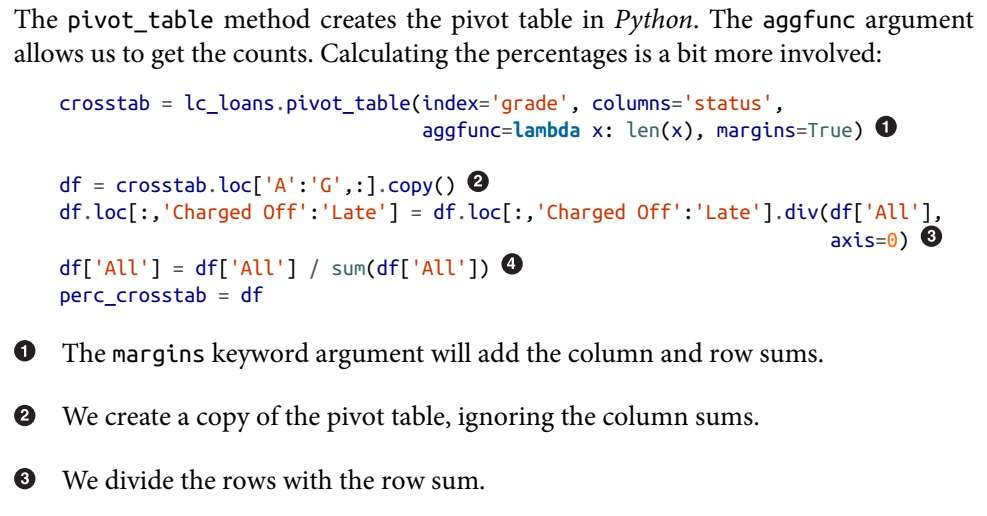 The pivot_table method creates the pivot table in Python. The aggfunc argument
allows us to get the counts. Calculating the percentages is a bit more involved:
crosstab = lc_loans.pivot_table(index='grade', columns='status',
                                aggfunc=lambda x: len(x), margins=True) ❶
df = crosstab.loc['A':'G',:].copy() ❷
df.loc[:,'Charged Off':'Late'] = df.loc[:,'Charged Off':'Late'].div(df['All'],
                                                                    axis=0) ❸
df['All'] = df['All'] / sum(df['All']) ❹
perc_crosstab = df
❶ The margins keyword argument will add the column and row sums.
❷ We create a copy of the pivot table, ignoring the column sums.
❸ We divide the rows with the row sum.